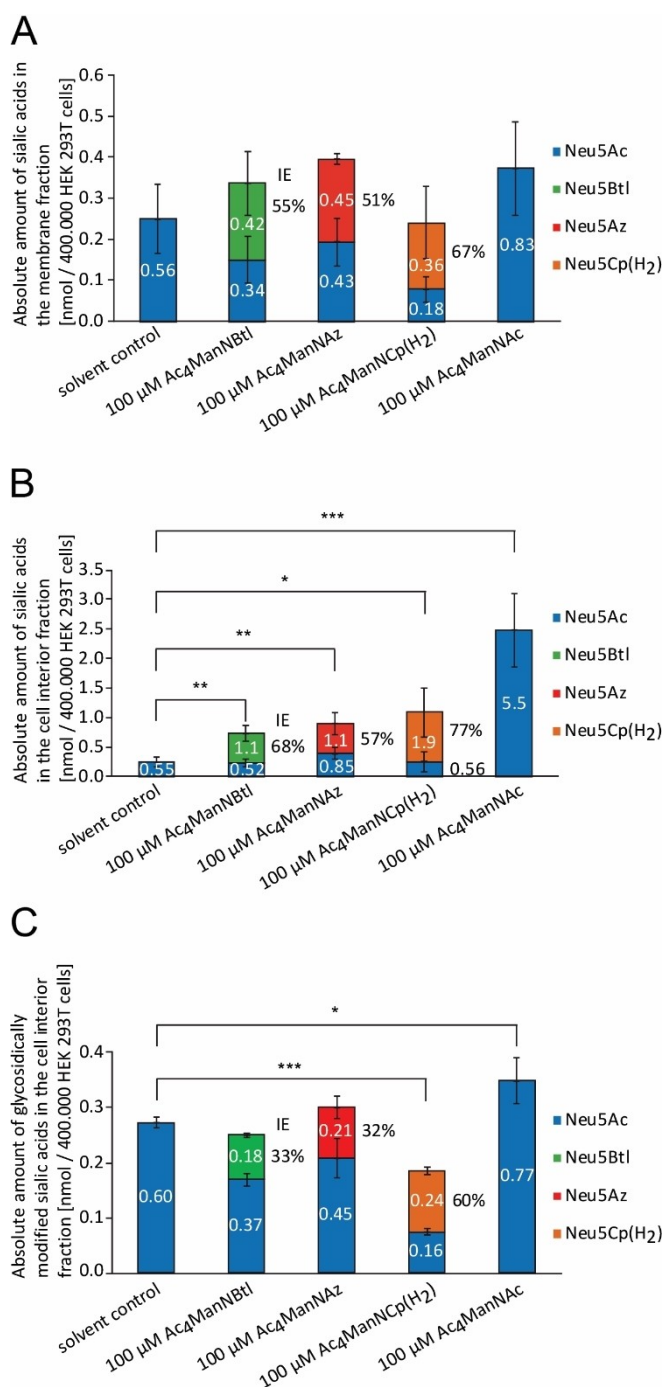 A
Absolute amount of sialic acids in
the membrane fraction
[nmol / 400.000 HEK 293T cells]
0.6
0.5
0.4
0.3
0.2
0.1
0.0
0.56
0.42
0.34
IE
55%
0.45
0.43
51%
0.36
0.18
67%
0.83
Neu5Ac
Neu5Btl
Neu5Az
Neu5Cp(H2)
solvent control
100 µM Ac4ManNBtl
100 µM Ac4ManNAz
100 µM Ac4ManNCp(H2)
100 µM Ac4ManNAc
B
Absolute amount of sialic acids
in the cell interior fraction
[nmol / 400.000 HEK 293T cells]
3.5
3.0
2.5
2.0
1.5
1.0
0.5
0.0
***
*
**
**
0.55
1.1
0.52
IE
68%
1.1
0.85
57%
1.9
77%
0.56
5.5
Neu5Ac
Neu5Btl
Neu5Az
Neu5Cp(H2)
solvent control
100 µM Ac4ManNBtl
100 µM Ac4ManNAz
100 µM Ac4ManNCp(H2)
100 µM Ac4ManNAc
C
Absolute amount of glycosidically
modified sialic acids in the cell interior
fraction [nmol / 400.000 HEK 293T cells]
0.4
0.3
0.2
0.1
0.0
*
***
0.60
0.18
0.37
IE
33%
0.21
0.45
32%
0.24
0.16
60%
0.77
Neu5Ac
Neu5Btl
Neu5Az
Neu5Cp(H2)
solvent control
100 µM Ac4ManNBtl
100 µM Ac4ManNAz
100 µM Ac4ManNCp(H2)
100 µM Ac4ManNAc